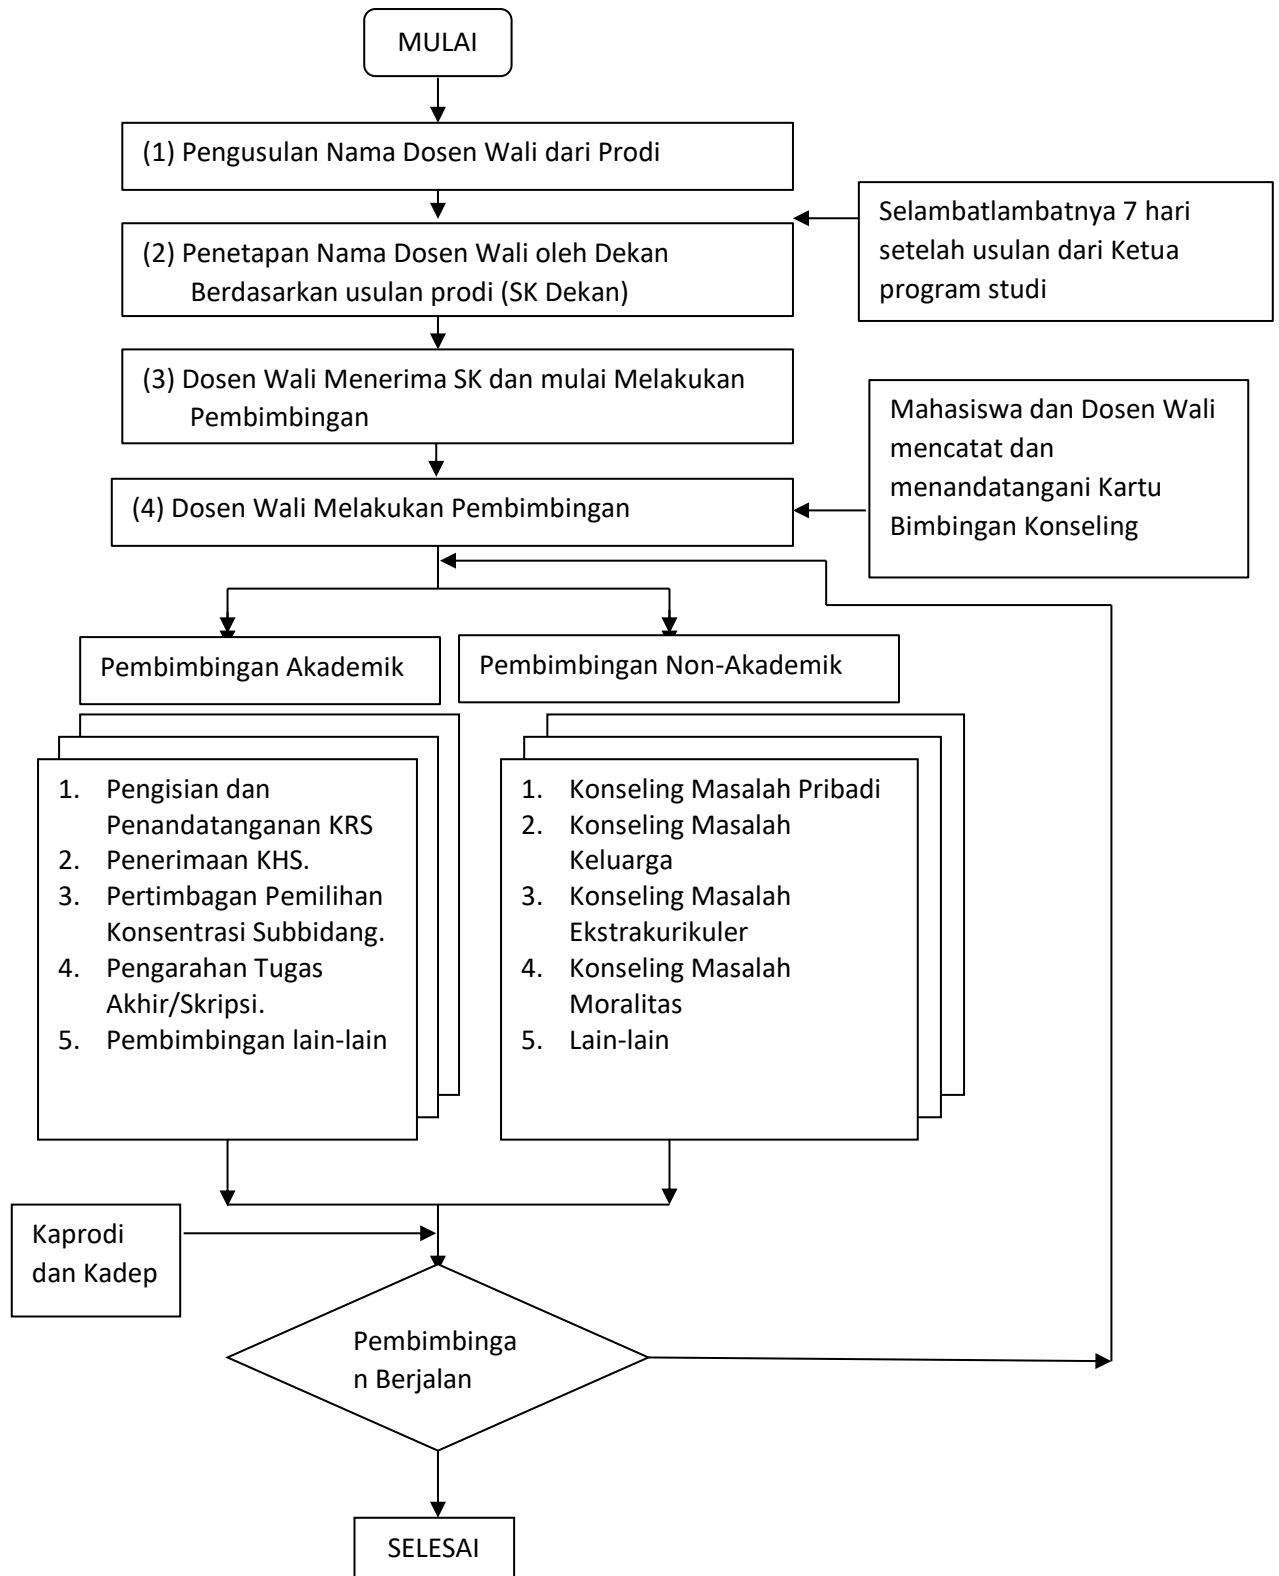 MULAI
(1) Pengusulan Nama Dosen Wali dari Prodi
Selambatlambatnya 7 hari
setelah usulan dari Ketua
program studi
(2) Penetapan Nama Dosen Wali oleh Dekan
Berdasarkan usulan prodi (SK Dekan)
(3) Dosen Wali Menerima SK dan mulai Melakukan
Pembimbingan
Mahasiswa dan Dosen Wali
mencatat dan
menandatangani Kartu
Bimbingan Konseling
(4) Dosen Wali Melakukan Pembimbingan
Pembimbingan Akademik
Pembimbingan Non-Akademik
1. Pengisian dan
Penandatanganan KRS
2. Penerimaan KHS.
3. Pertimbagan Pemilihan
Konsentrasi Subbidang.
4. Pengarahan Tugas
Akhir/Skripsi.
5. Pembimbingan lain-lain
1. Konseling Masalah Pribadi
2. Konseling Masalah
Keluarga
3. Konseling Masalah
Ekstrakurikuler
4. Konseling Masalah
Moralitas
5. Lain-lain
Kaprodi
dan Kadep
Pembimbinga
n Berjalan
SELESAI